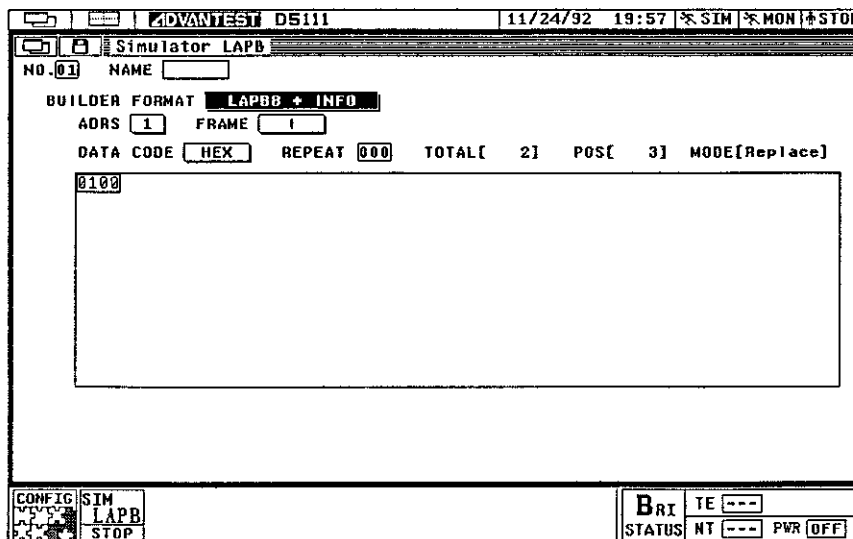 ADVANTEST D5111 11/24/92 19:57 SIM MON STO
Simulator LAPB
NO.01 NAME
BUILDER FORMAT LAPB8 + INFO
ADRS 1 FRAME I
DATA CODE HEX REPEAT 000 TOTAL[ 2] POS[ 3] MODE[Replace]
0100
CONFIG SIM LAPB STOP
BRI STATUS TE --- NT --- PWR OFF